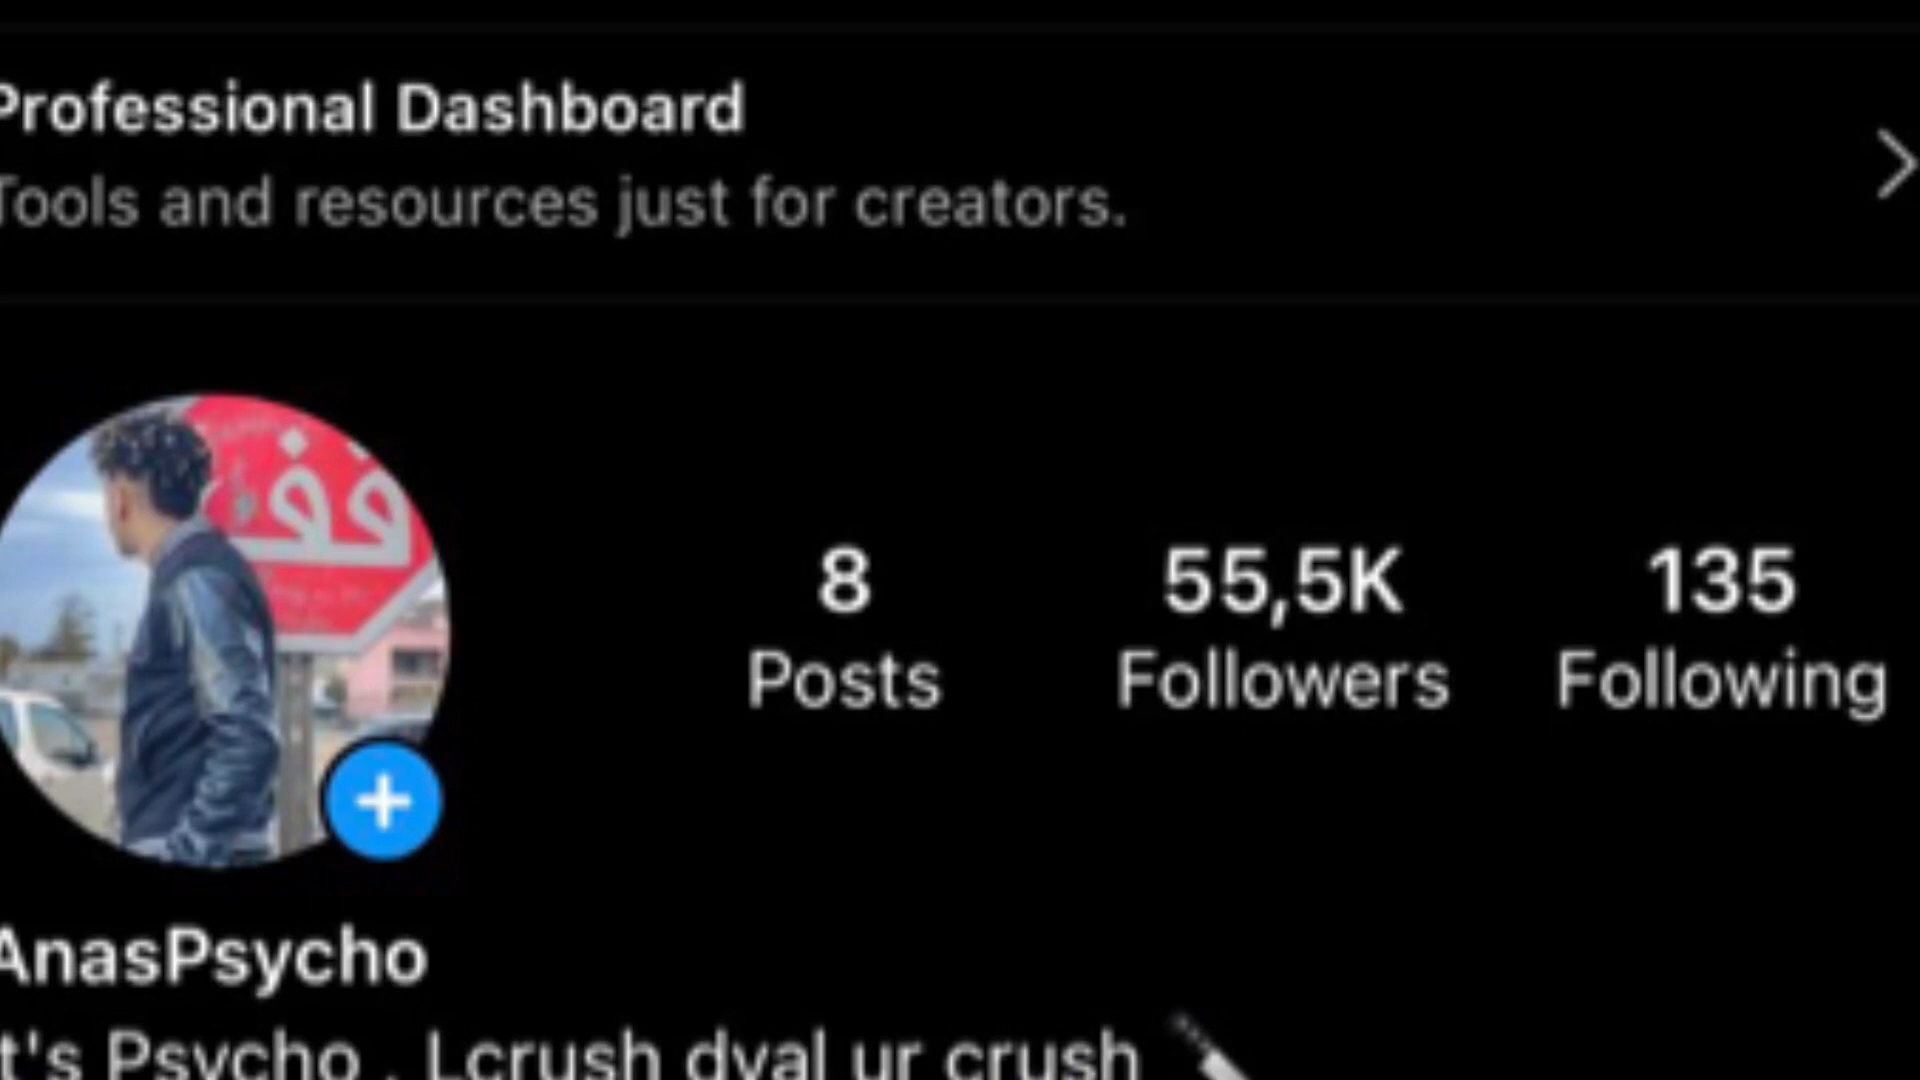 Professional Dashboard
Tools and resources just for creators.
قف
8
55,5K
135
Posts
Followers
Following
AnasPsycho
t's Psycho . Lcrush dyal ur crush